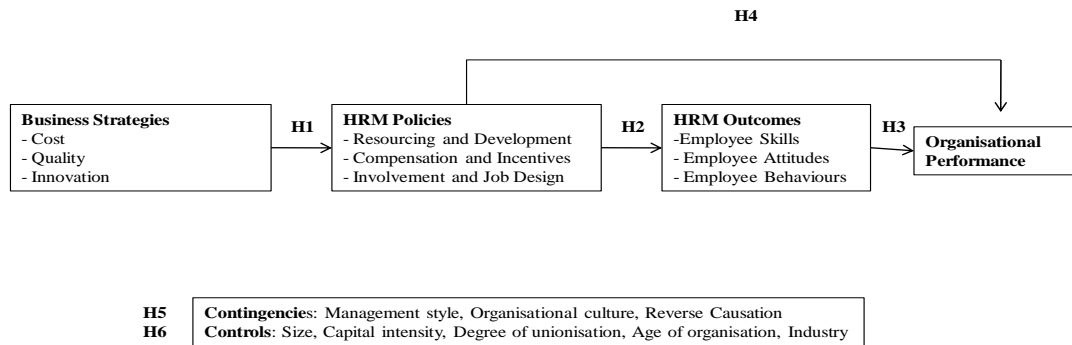 H4
Business Strategies
- Cost
- Quality
- Innovation
H1
HRM Policies
- Resourcing and Development
- Compensation and Incentives
- Involvement and Job Design
H2
HRM Outcomes
-Employee Skills
- Employee Attitudes
- Employee Behaviours
H3
Organisational
Performance
H5 Contingencies: Management style, Organisational culture, Reverse Causation
H6 Controls: Size, Capital intensity, Degree of unionisation, Age of organisation, Industry